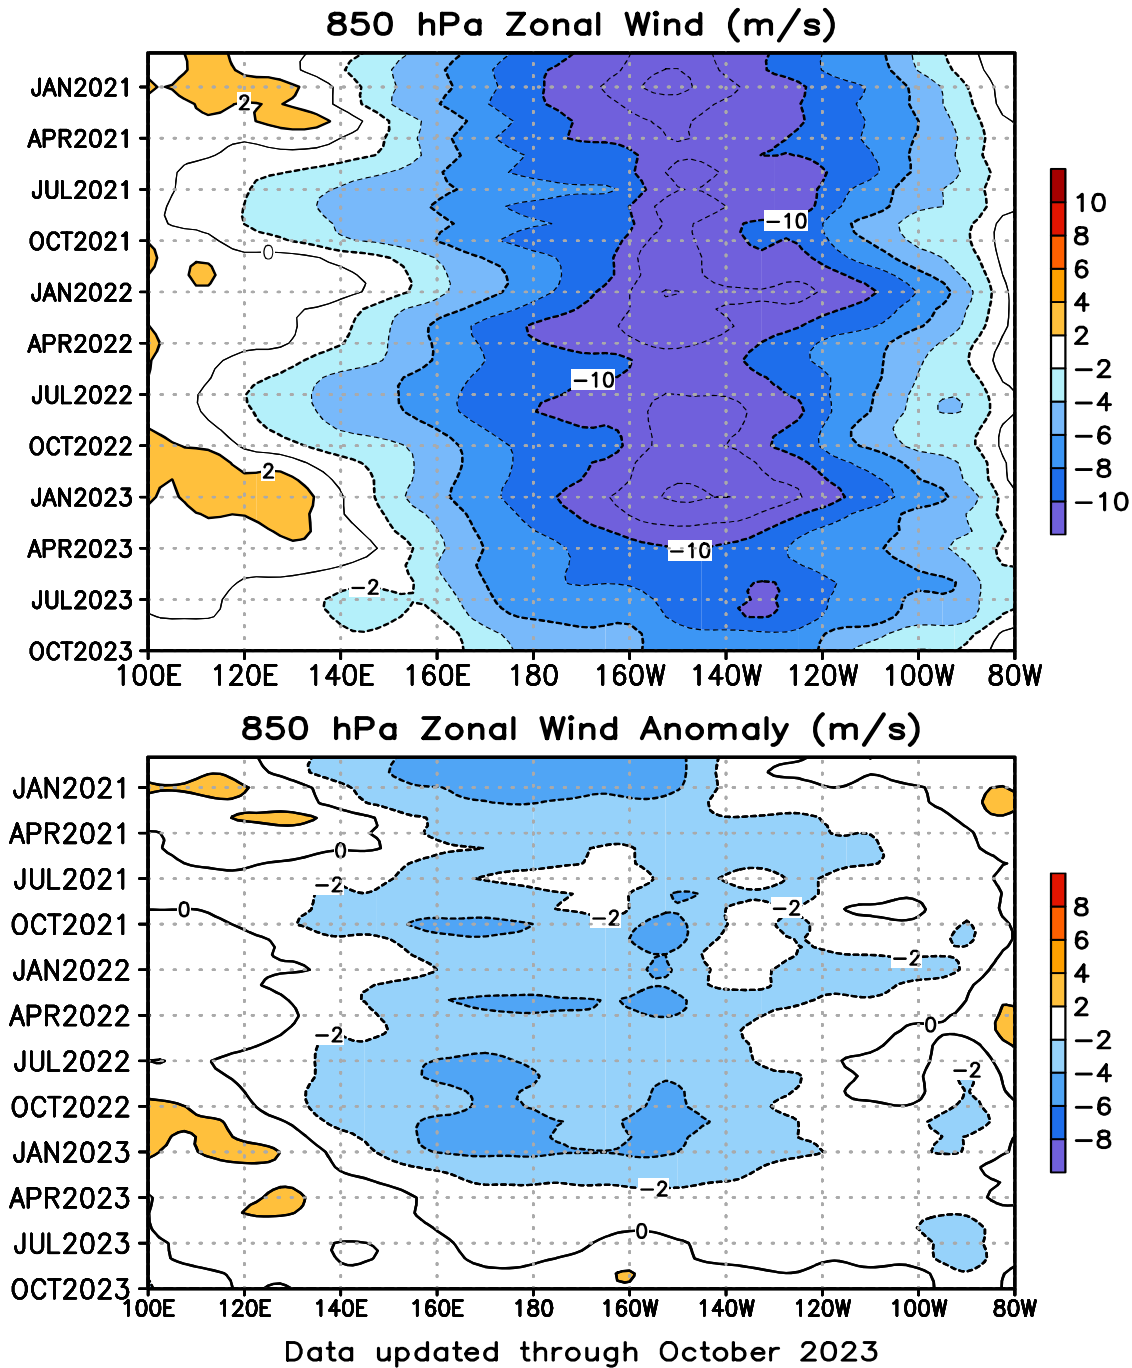 850 hPa Zonal Wind (m/s)
JAN2021
APR2021
JUL2021
OCT2021
JAN2022
APR2022
JUL2022
OCT2022
JAN2023
APR2023
JUL2023
OCT2023
2
-10
0
-10
2
-10
-2
100E 120E 140E 160E 180 160W 140W 120W 100W 80W
10
8
6
4
2
-2
-4
-6
-8
-10
850 hPa Zonal Wind Anomaly (m/s)
JAN2021
APR2021
JUL2021
OCT2021
JAN2022
APR2022
JUL2022
OCT2022
JAN2023
APR2023
JUL2023
OCT2023
0
-2
0
-2
-2
-2
0
-2
-2
-2
0
100E 120E 140E 160E 180 160W 140W 120W 100W 80W
8
6
4
2
-2
-4
-6
-8
Data updated through October 2023